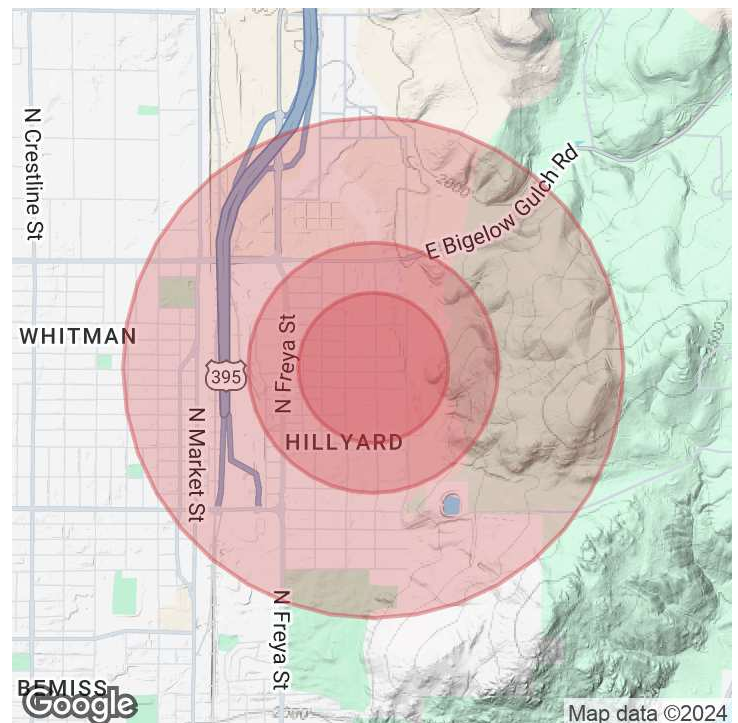 N Crestline St
2000
E Bigelow Gulch Rd
WHITMAN
N Freya St
395
N Market St
HILLYARD
N Freya St
BEMISS
Google
2000
Map data ©2024